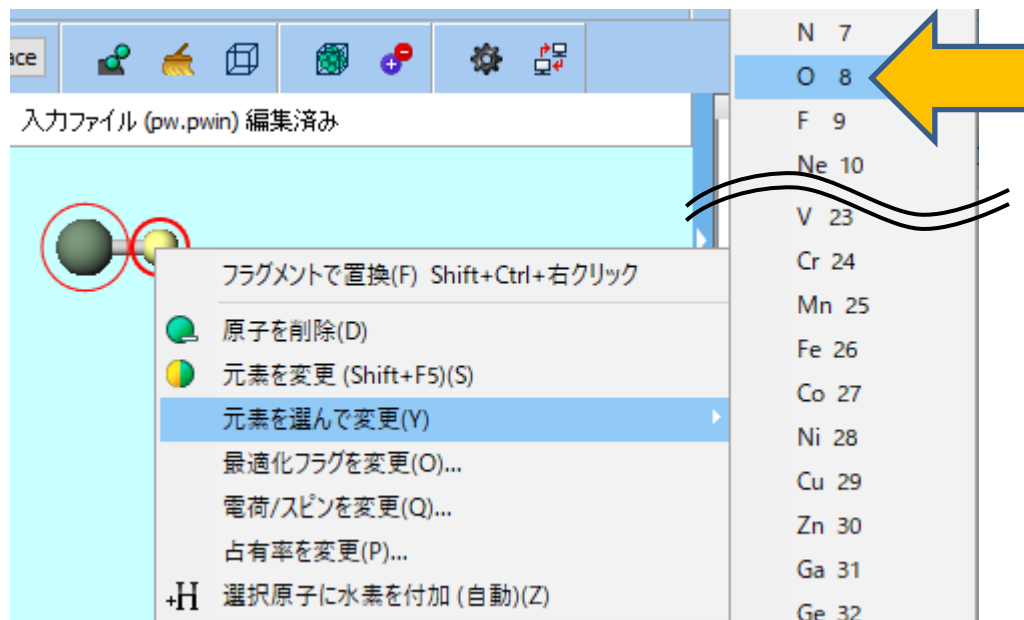 ace
入力ファイル (pw.pwin) 編集済み
フラグメントで置換(F) Shift+Ctrl+右クリック
原子を削除(D)
元素を変更 (Shift+F5)(S)
元素を選んで変更(Y)
最適化フラグを変更(O)...
電荷/スピンを変更(Q)...
占有率を変更(P)...
+H 選択原子に水素を付加 (自動)(Z)
N 7
O 8
F 9
Ne 10
V 23
Cr 24
Mn 25
Fe 26
Co 27
Ni 28
Cu 29
Zn 30
Ga 31
Ge 32